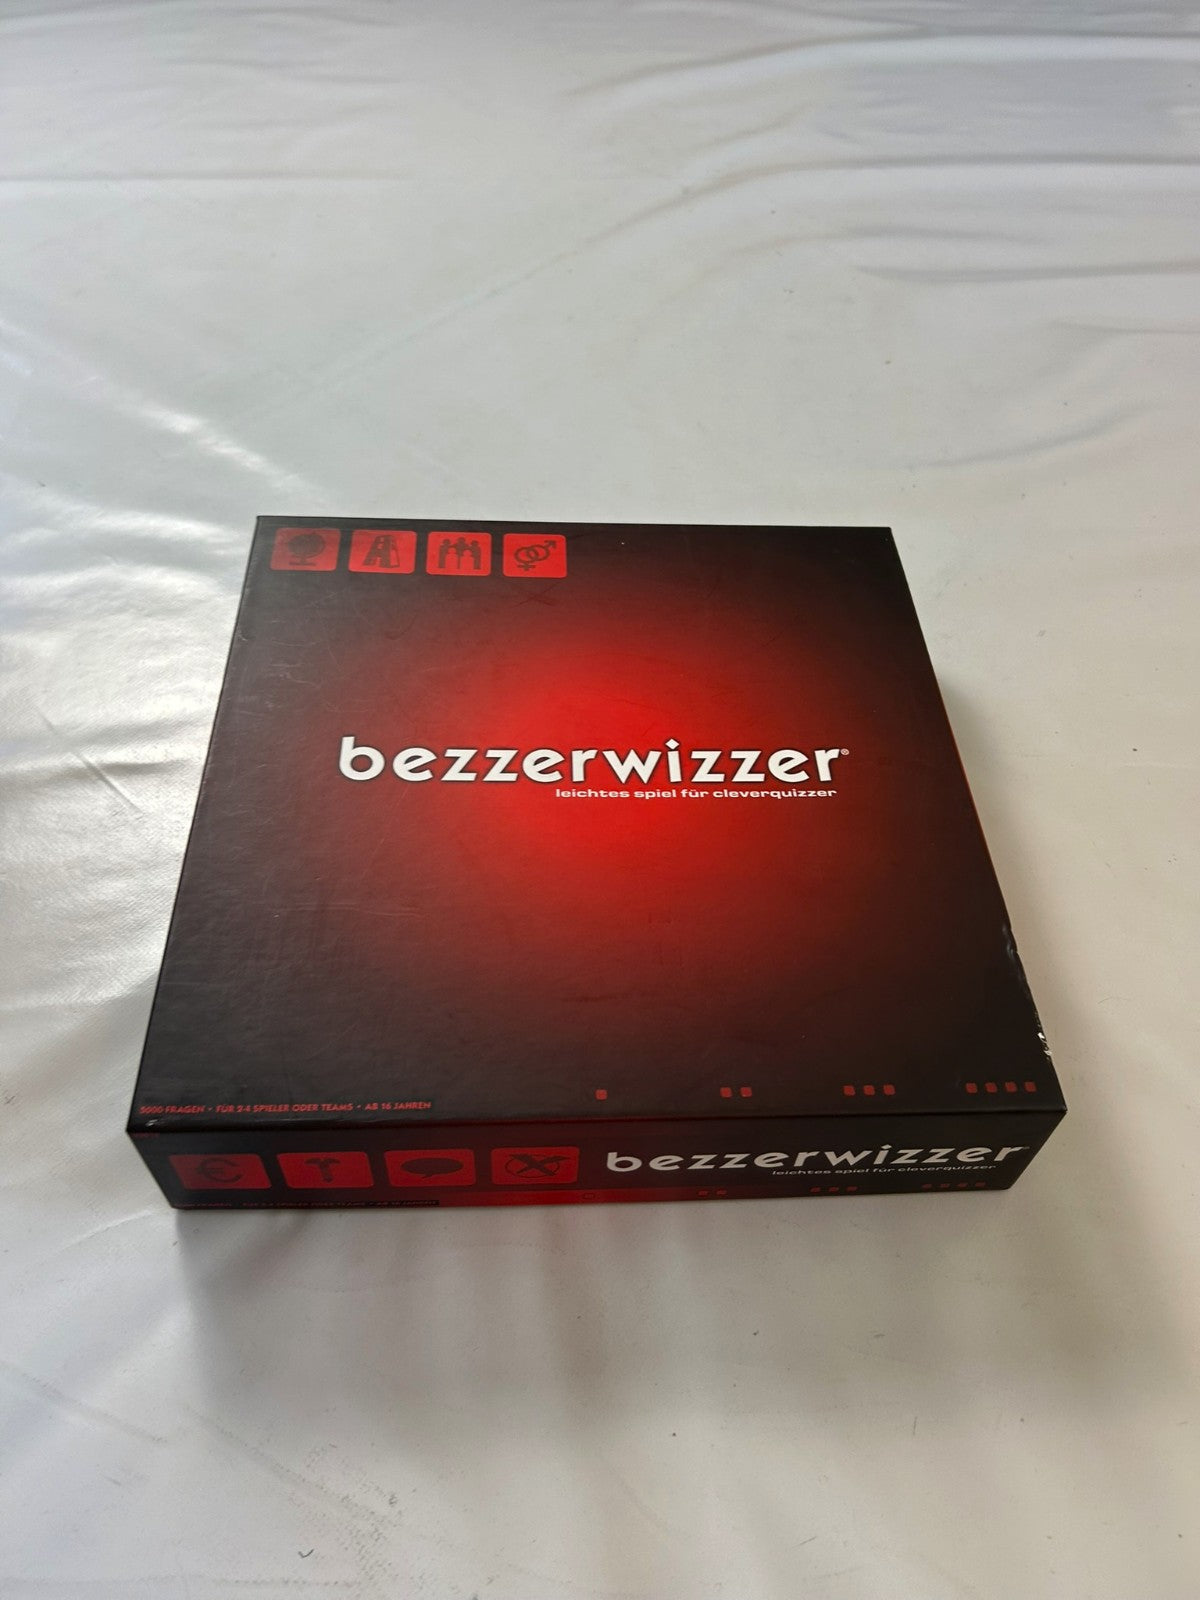 bezzerwizzer®
leichtes spiel für cleverquizzer
5000 FRAGEN • FÜR 2-4 SPIELER ODER TEAMS • AB 16 JAHREN
bezzerwizzer
leichtes spiel für cleverquizzer